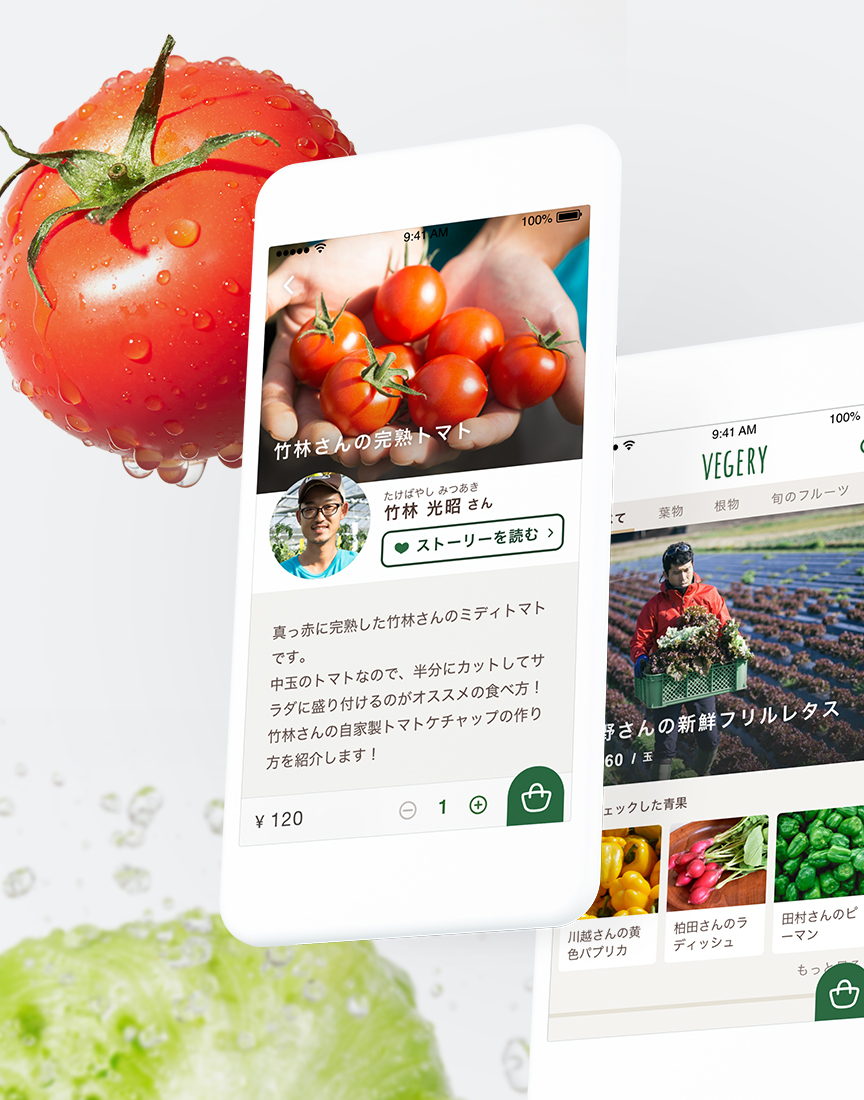 9:41 AM
100%
竹林さんの完熟トマト
たけばやし みつあき
竹林 光昭 さん
ストーリーを読む
真っ赤に完熟した竹林さんのミディトマト
です。
中玉のトマトなので、半分にカットしてサ
ラダに盛り付けるのがオススメの食べ方！
竹林さんの自家製トマトケチャップの作り
方を紹介します！
¥ 120
1
9:41 AM
100%
VEGERY
て
葉物
根物
旬のフルーツ
野さんの新鮮フリルレタス
60 / 玉
ェックした青果
川越さんの黄
色パプリカ
柏田さんのラ
ディッシュ
田村さんのピ
ーマン
もっと